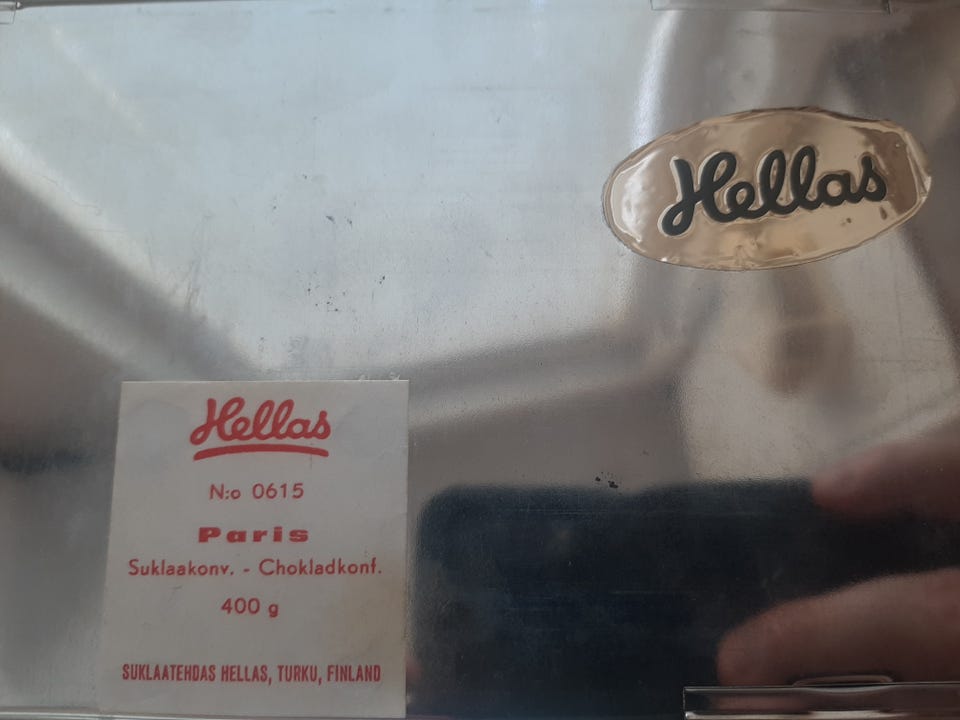 Hellas
Hellas
N:o 0615
Paris
Suklaakonv. - Chokladkonf.
400 g
SUKLAATEHDAS HELLAS, TURKU, FINLAND